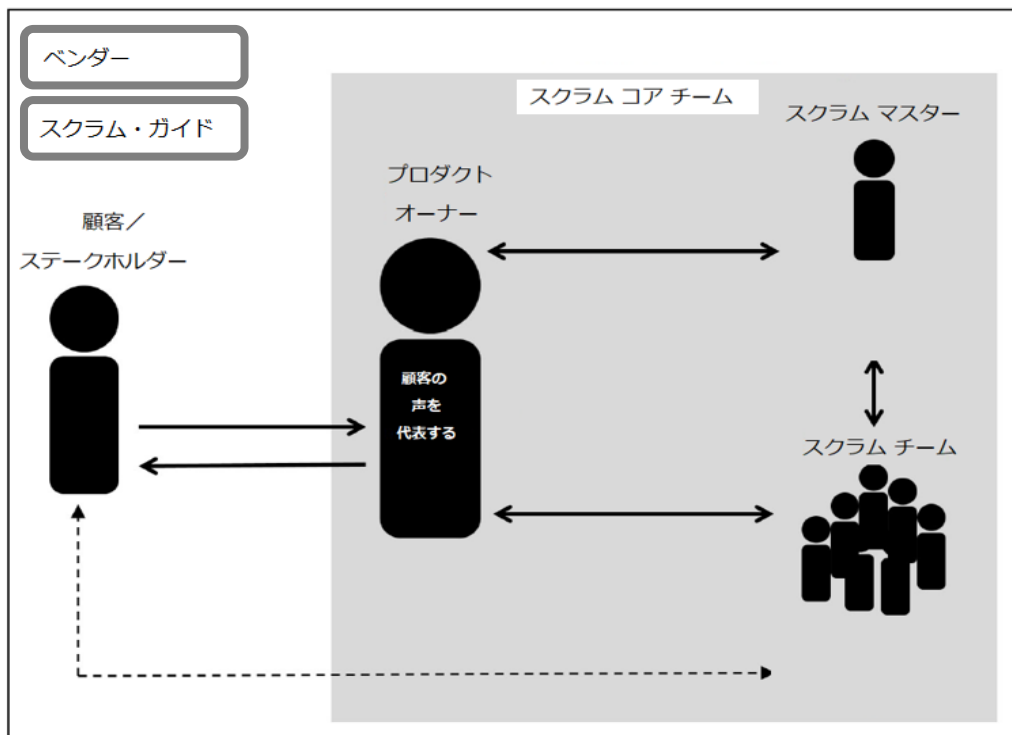 ベンダー
スクラム・ガイド
スクラム コア チーム
スクラム マスター
プロダクト
オーナー
顧客／
ステークホルダー
顧客の
声を
代表する
スクラム チーム